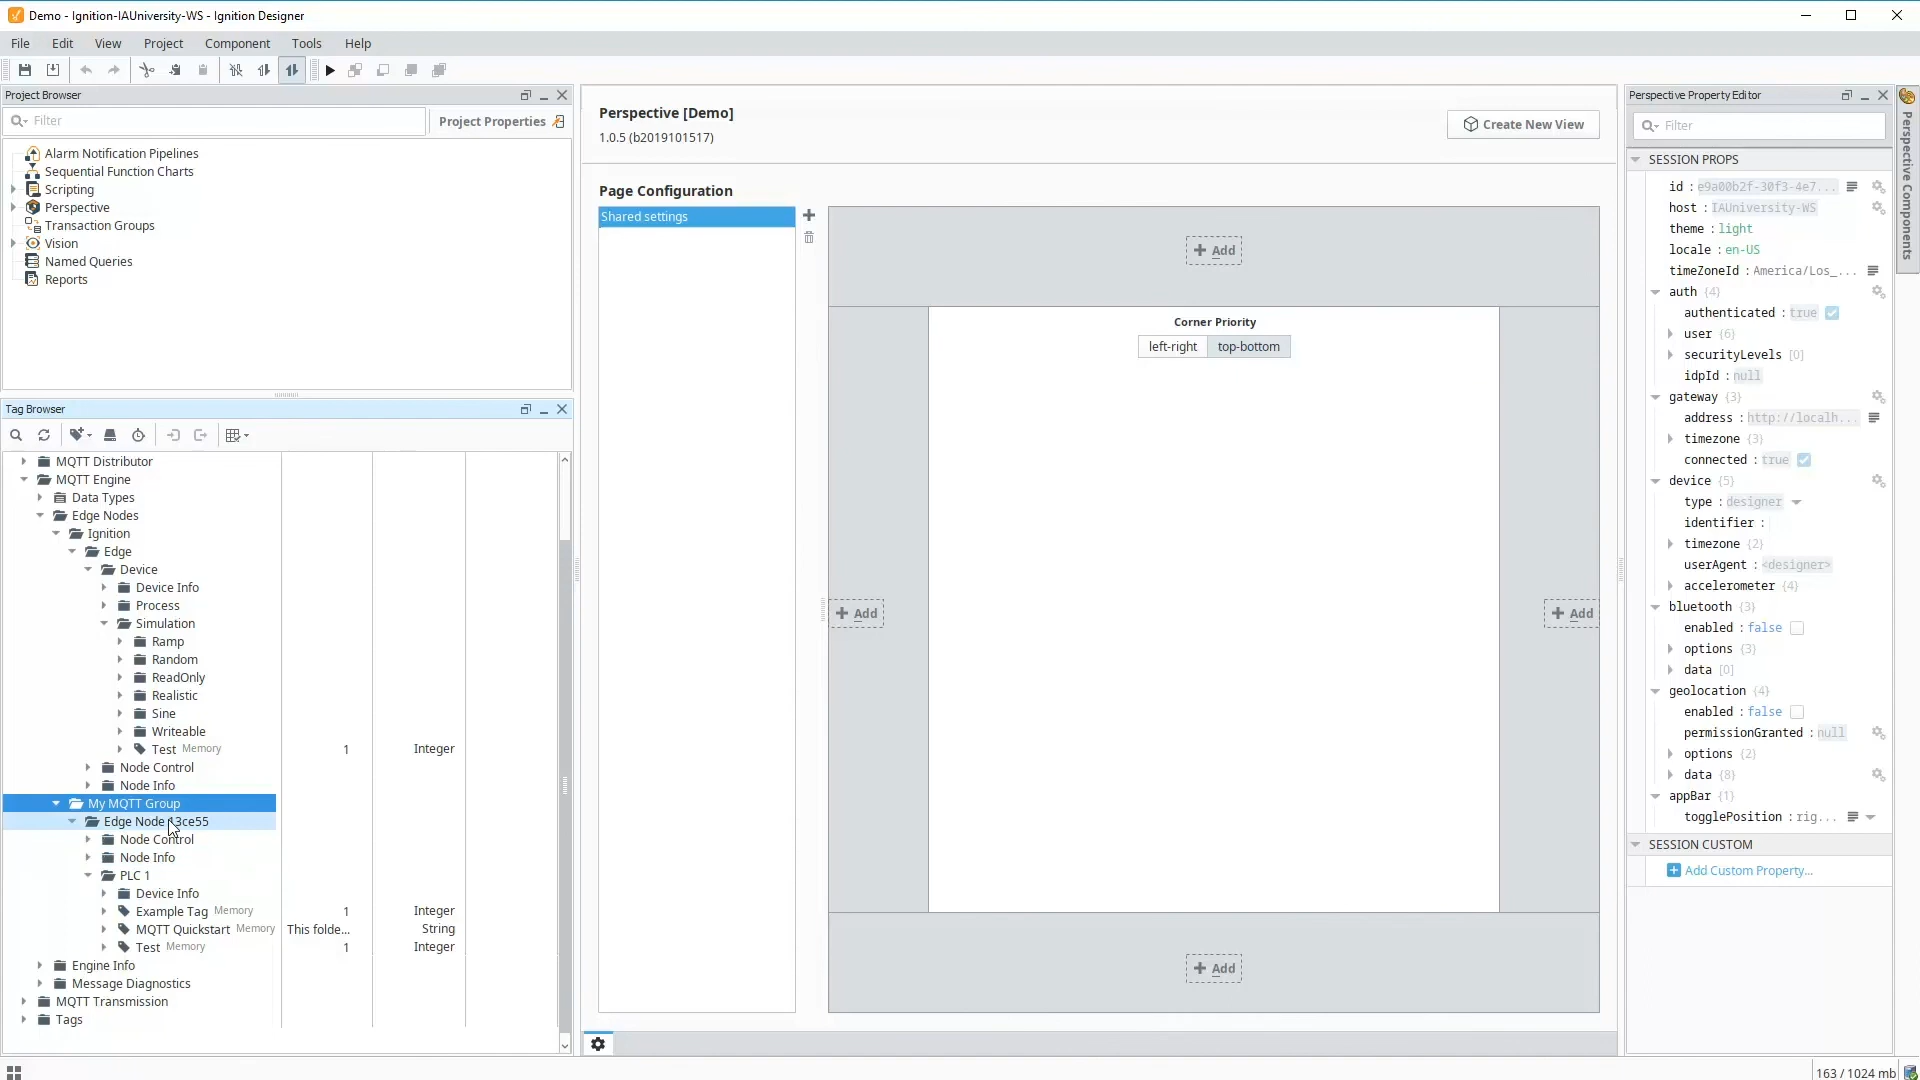 Demo - Ignition-IAUniversity-WS - Ignition Designer
File Edit View Project Component Tools Help
Project Browser
Filter
Project Properties
Alarm Notification Pipelines
Sequential Function Charts
Scripting
Perspective
Transaction Groups
Vision
Named Queries
Reports
Tag Browser
MQTT Distributor
MQTT Engine
Data Types
Edge Nodes
Ignition
Edge
Device
Device Info
Process
Simulation
Ramp
Random
ReadOnly
Realistic
Sine
Writeable
Test Memory 1 Integer
Node Control
Node Info
My MQTT Group
Edge Node 13ce55
Node Control
Node Info
PLC 1
Device Info
Example Tag Memory 1 Integer
MQTT Quickstart Memory This folde... String
Test Memory 1 Integer
Engine Info
Message Diagnostics
MQTT Transmission
Tags
Perspective [Demo]
1.0.5 (b2019101517)
Create New View
Page Configuration
Shared settings
Add
Corner Priority
left-right top-bottom
Add
Add
Add
Perspective Property Editor
Filter
SESSION PROPS
id : e9a00b2f-30f3-4e7...
host : IAUniversity-WS
theme : light
locale : en-US
timeZoneId : America/Los_...
auth {4}
authenticated : true
user {6}
securityLevels [0]
idpId : null
gateway {3}
address : http://localh...
timezone {3}
connected : true
device {5}
type : designer
identifier :
timezone {2}
userAgent : <designer>
accelerometer {4}
bluetooth {3}
enabled : false
options {3}
data [0]
geolocation {4}
enabled : false
permissionGranted : null
options {2}
data {8}
appBar {1}
togglePosition : rig...
SESSION CUSTOM
Add Custom Property...
Perspective Components
163 / 1024 mb